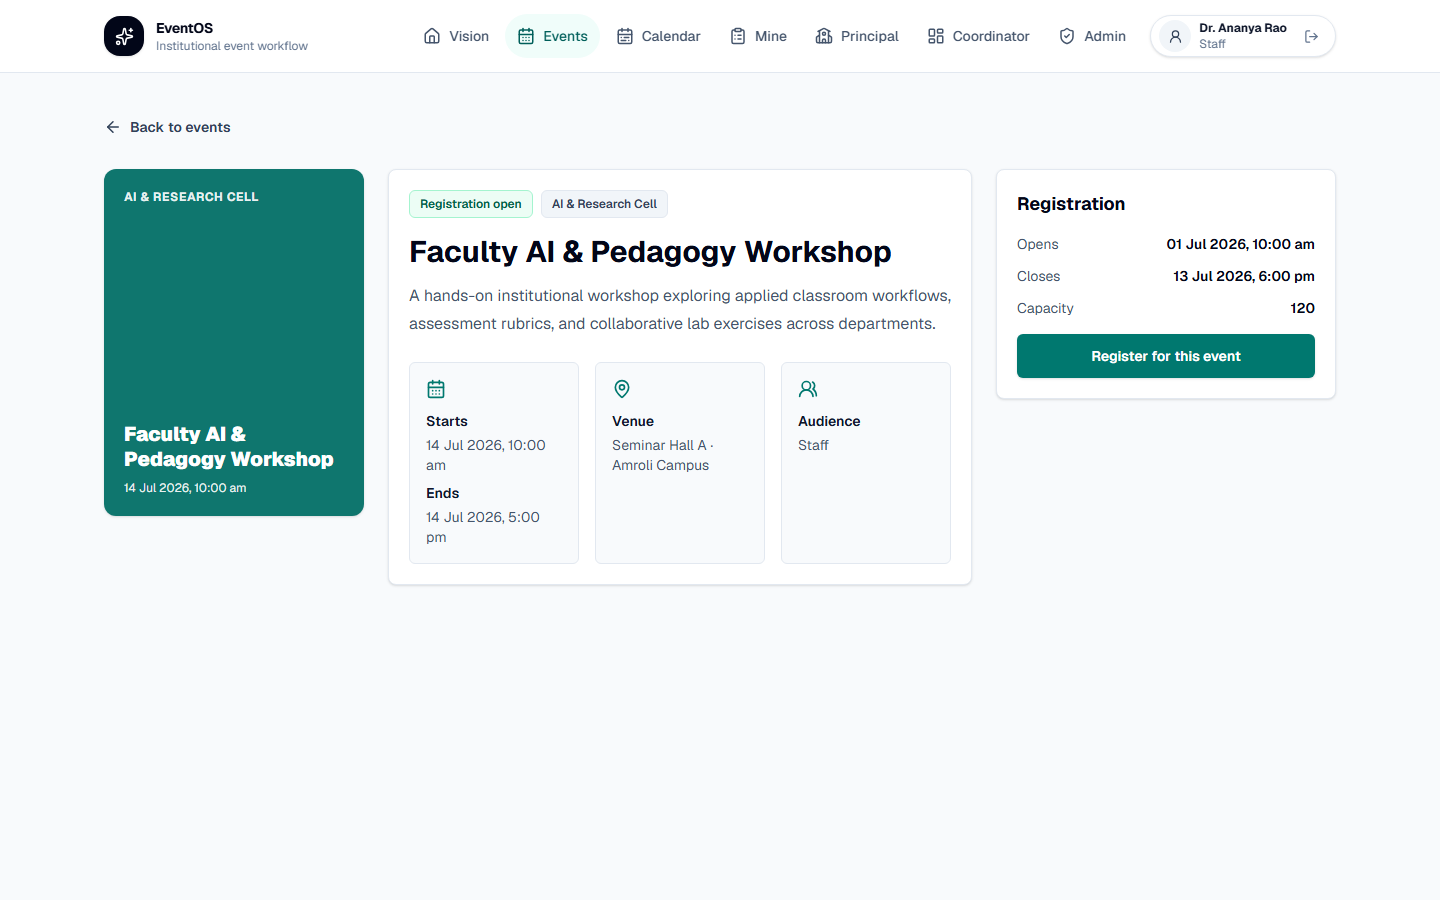 EventOS
Institutional event workflow
Vision
Events
Calendar
Mine
Principal
Coordinator
Admin
Dr. Ananya Rao
Staff
Back to events
AI & RESEARCH CELL
Faculty AI &
Pedagogy Workshop
14 Jul 2026, 10:00 am
Registration open
AI & Research Cell
Faculty AI & Pedagogy Workshop
A hands-on institutional workshop exploring applied classroom workflows,
assessment rubrics, and collaborative lab exercises across departments.
Starts
14 Jul 2026, 10:00
am
Ends
14 Jul 2026, 5:00
pm
Venue
Seminar Hall A ·
Amroli Campus
Audience
Staff
Registration
Opens 01 Jul 2026, 10:00 am
Closes 13 Jul 2026, 6:00 pm
Capacity 120
Register for this event